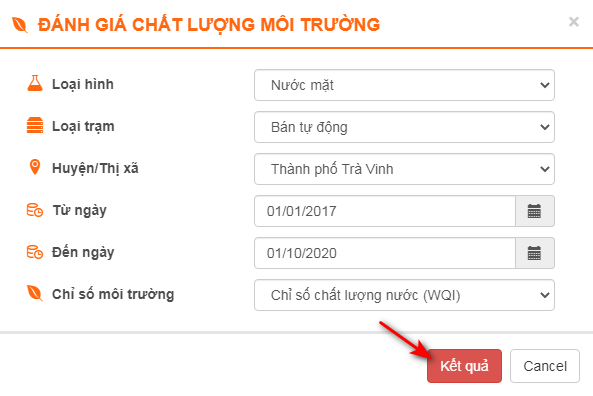 ĐÁNH GIÁ CHẤT LƯỢNG MÔI TRƯỜNG ×
Loại hình Nước mặt
Loại trạm Bán tự động
Huyện/Thị xã Thành phố Trà Vinh
Từ ngày 01/01/2017
Đến ngày 01/10/2020
Chỉ số môi trường Chỉ số chất lượng nước (WQI)
Kết quả Cancel